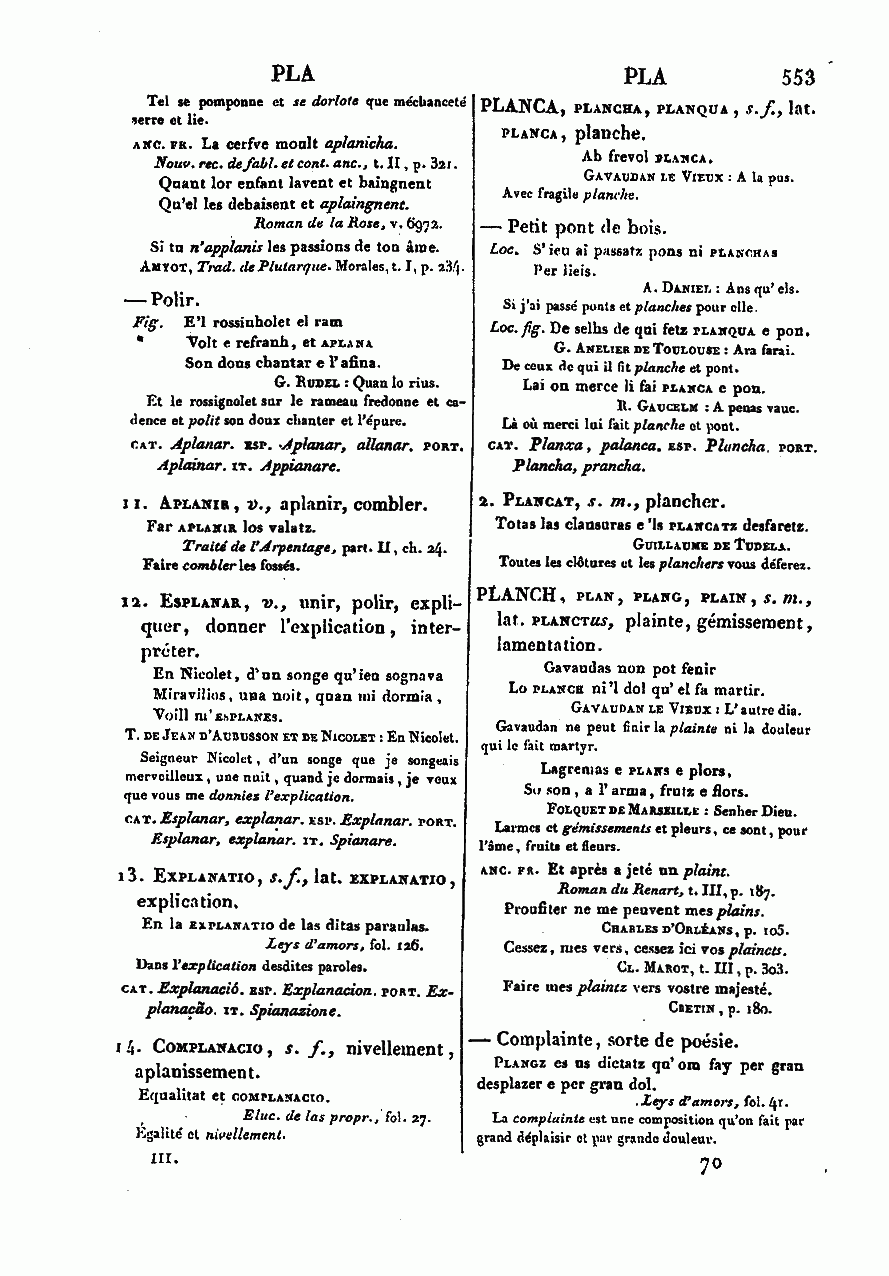 PLA
PLA 553
Tel se pomponne et se dorlote que méchanceté
serre et lie.
ANC. FR. La cerfve moult aplanicha.
Nouv. rec. de fabl. et cont. anc., t. II, p. 321.
Quant lor enfant lavent et baingnent
Qu'el les debaisent et aplaingnent.
Roman de la Rose, v. 6972.
Si tu n'applanis les passions de ton âme.
AMYOT, Trad. de Plutarque. Morales, t. I, p. 234.
— Polir.
Fig. E'l rossinholet el ram
Volt e refranh, et APLANA
Son dous chantar e l'afina.
G. RUDEL : Quan lo rius.
Et le rossignolet sur le rameau fredonne et ca-
dence et polit son doux chanter et l'épure.
CAT. Aplanar. ESP. Aplanar, allanar. PORT.
Aplainar. IT. Appianare.
11. APLANIR, v., aplanir, combler.
Far APLANIR los valatz.
Traité de l'Arpentage, part. II, ch. 24.
Faire combler les fossés.
12. ESPLANAR, v., unir, polir, expli-
quer, donner l'explication, inter-
préter.
En Nicolet, d'un songe qu'ieu sognava
Miravilios, una noit, quan mi dormia,
Voill m'ESPLANES.
T. DE JEAN D'AUBUSSON ET DE NICOLET : En Nicolet.
Seigneur Nicolet, d'un songe que je songeais
merveilleux, une nuit, quand je dormais, je veux
que vous me donniez l'explication.
CAT. Esplanar, explanar. ESP. Explanar. PORT.
Esplanar, explanar. IT. Spianare.
13. EXPLANATIO, s. f., lat. EXPLANATIO,
explication.
En la EXPLANATIO de las ditas paraulas.
Leys d'amors, fol. 126.
Dans l'explication desdites paroles.
CAT. Explanació. ESP. Explanacion. PORT. Ex-
planação. IT. Spianazione.
14. COMPLANACIO, s. f., nivellement,
aplanissement.
Equalitat et COMPLANACIO.
Eluc. de las propr., fol. 27.
Égalité et nivellement.
III.
PLANCA, PLANCHA, PLANQUA, s. f., lat.
PLANCA, planche.
Ab frevol PLANCA.
GAVAUDAN LE VIEUX : A la pus.
Avec fragile planche.
— Petit pont de bois.
Loc. S'ieu ai passatz pons ni PLANCHAS
Per lieis.
A. DANIEL : Ans qu'els.
Si j'ai passé ponts et planches pour elle.
Loc. fig. De selhs de qui fetz PLANQUA e pon.
G. ANELIER DE TOULOUSE : Ara farai.
De ceux de qui il fit planche et pont.
Lai on merce li fai PLANCA e pon.
R. GAUCELM : A penas vauc.
Là où merci lui fait planche et pont.
CAT. Planxa, palanca. ESP. Plancha. PORT.
Plancha, prancha.
2. PLANCAT, s. m., plancher.
Totas las clausuras e 'ls PLANCATZ desfaretz.
GUILLAUME DE TUDELA.
Toutes les clôtures et les planchers vous déferez.
PLANCH, PLAN, PLANG, PLAIN, s. m.,
lat. PLANCTUS, plainte, gémissement,
lamentation.
Gavaudas non pot fenir
Lo PLANCH ni'l dol qu'el fa martir.
GAVAUDAN LE VIEUX : L'autre dia.
Gavaudan ne peut finir la plainte ni la douleur
qui le fait martyr.
Lagremas e PLANS e plors,
So son, a l'arma, frutz e flors.
FOLQUET DE MARSEILLE : Senher Dieu.
Larmes et gémissements et pleurs, ce sont, pour
l'âme, fruits et fleurs.
ANC. FR. Et après a jeté un plaint.
Roman du Renart, t. III, p. 187.
Proufiter ne me peuvent mes plains.
CHARLES D'ORLÉANS, p. 105.
Cessez, mes vers, cessez ici vos plaincts.
CL. MAROT, t. III, p. 303.
Faire mes plaintz vers vostre majesté.
CRETIN, p. 180.
— Complainte, sorte de poésie.
PLANGZ es us dictatz qu'om fay per gran
desplazer e per gran dol.
Leys d'amors, fol. 41.
La complainte est une composition qu'on fait par
grand déplaisir et par grande douleur.
70